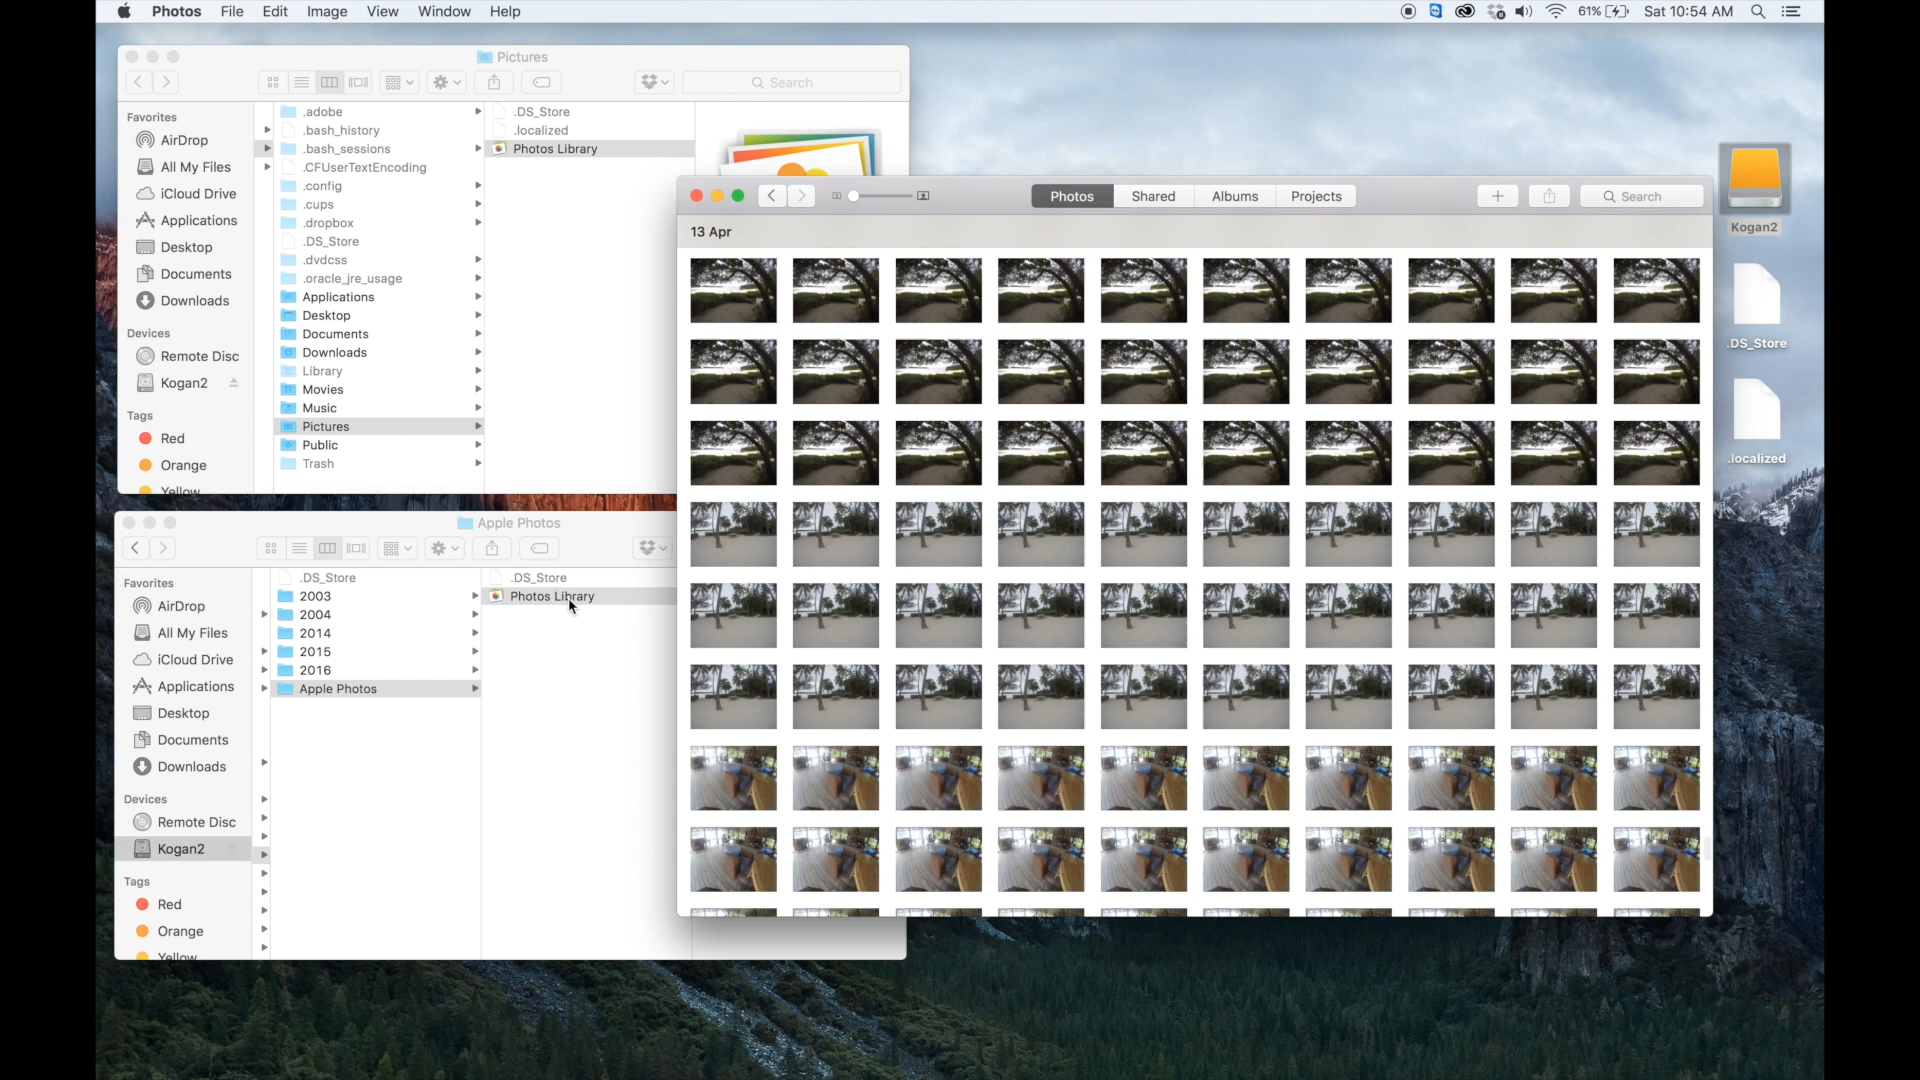 Photos File Edit Image View Window Help
61% Sat 10:54 AM
Pictures
Search
Favorites
AirDrop
All My Files
iCloud Drive
Applications
Desktop
Documents
Downloads
Devices
Remote Disc
Kogan2
Tags
Red
Orange
Yellow
.adobe
.bash_history
.bash_sessions
.CFUserTextEncoding
.config
.cups
.dropbox
.DS_Store
.dvdcss
.oracle_jre_usage
Applications
Desktop
Documents
Downloads
Library
Movies
Music
Pictures
Public
Trash
.DS_Store
.localized
Photos Library
Photos Shared Albums Projects
Search
13 Apr
Kogan2
.DS_Store
.localized
Apple Photos
Favorites
AirDrop
All My Files
iCloud Drive
Applications
Desktop
Documents
Downloads
Devices
Remote Disc
Kogan2
Tags
Red
Orange
Yellow
.DS_Store
2003
2004
2014
2015
2016
Apple Photos
.DS_Store
Photos Library